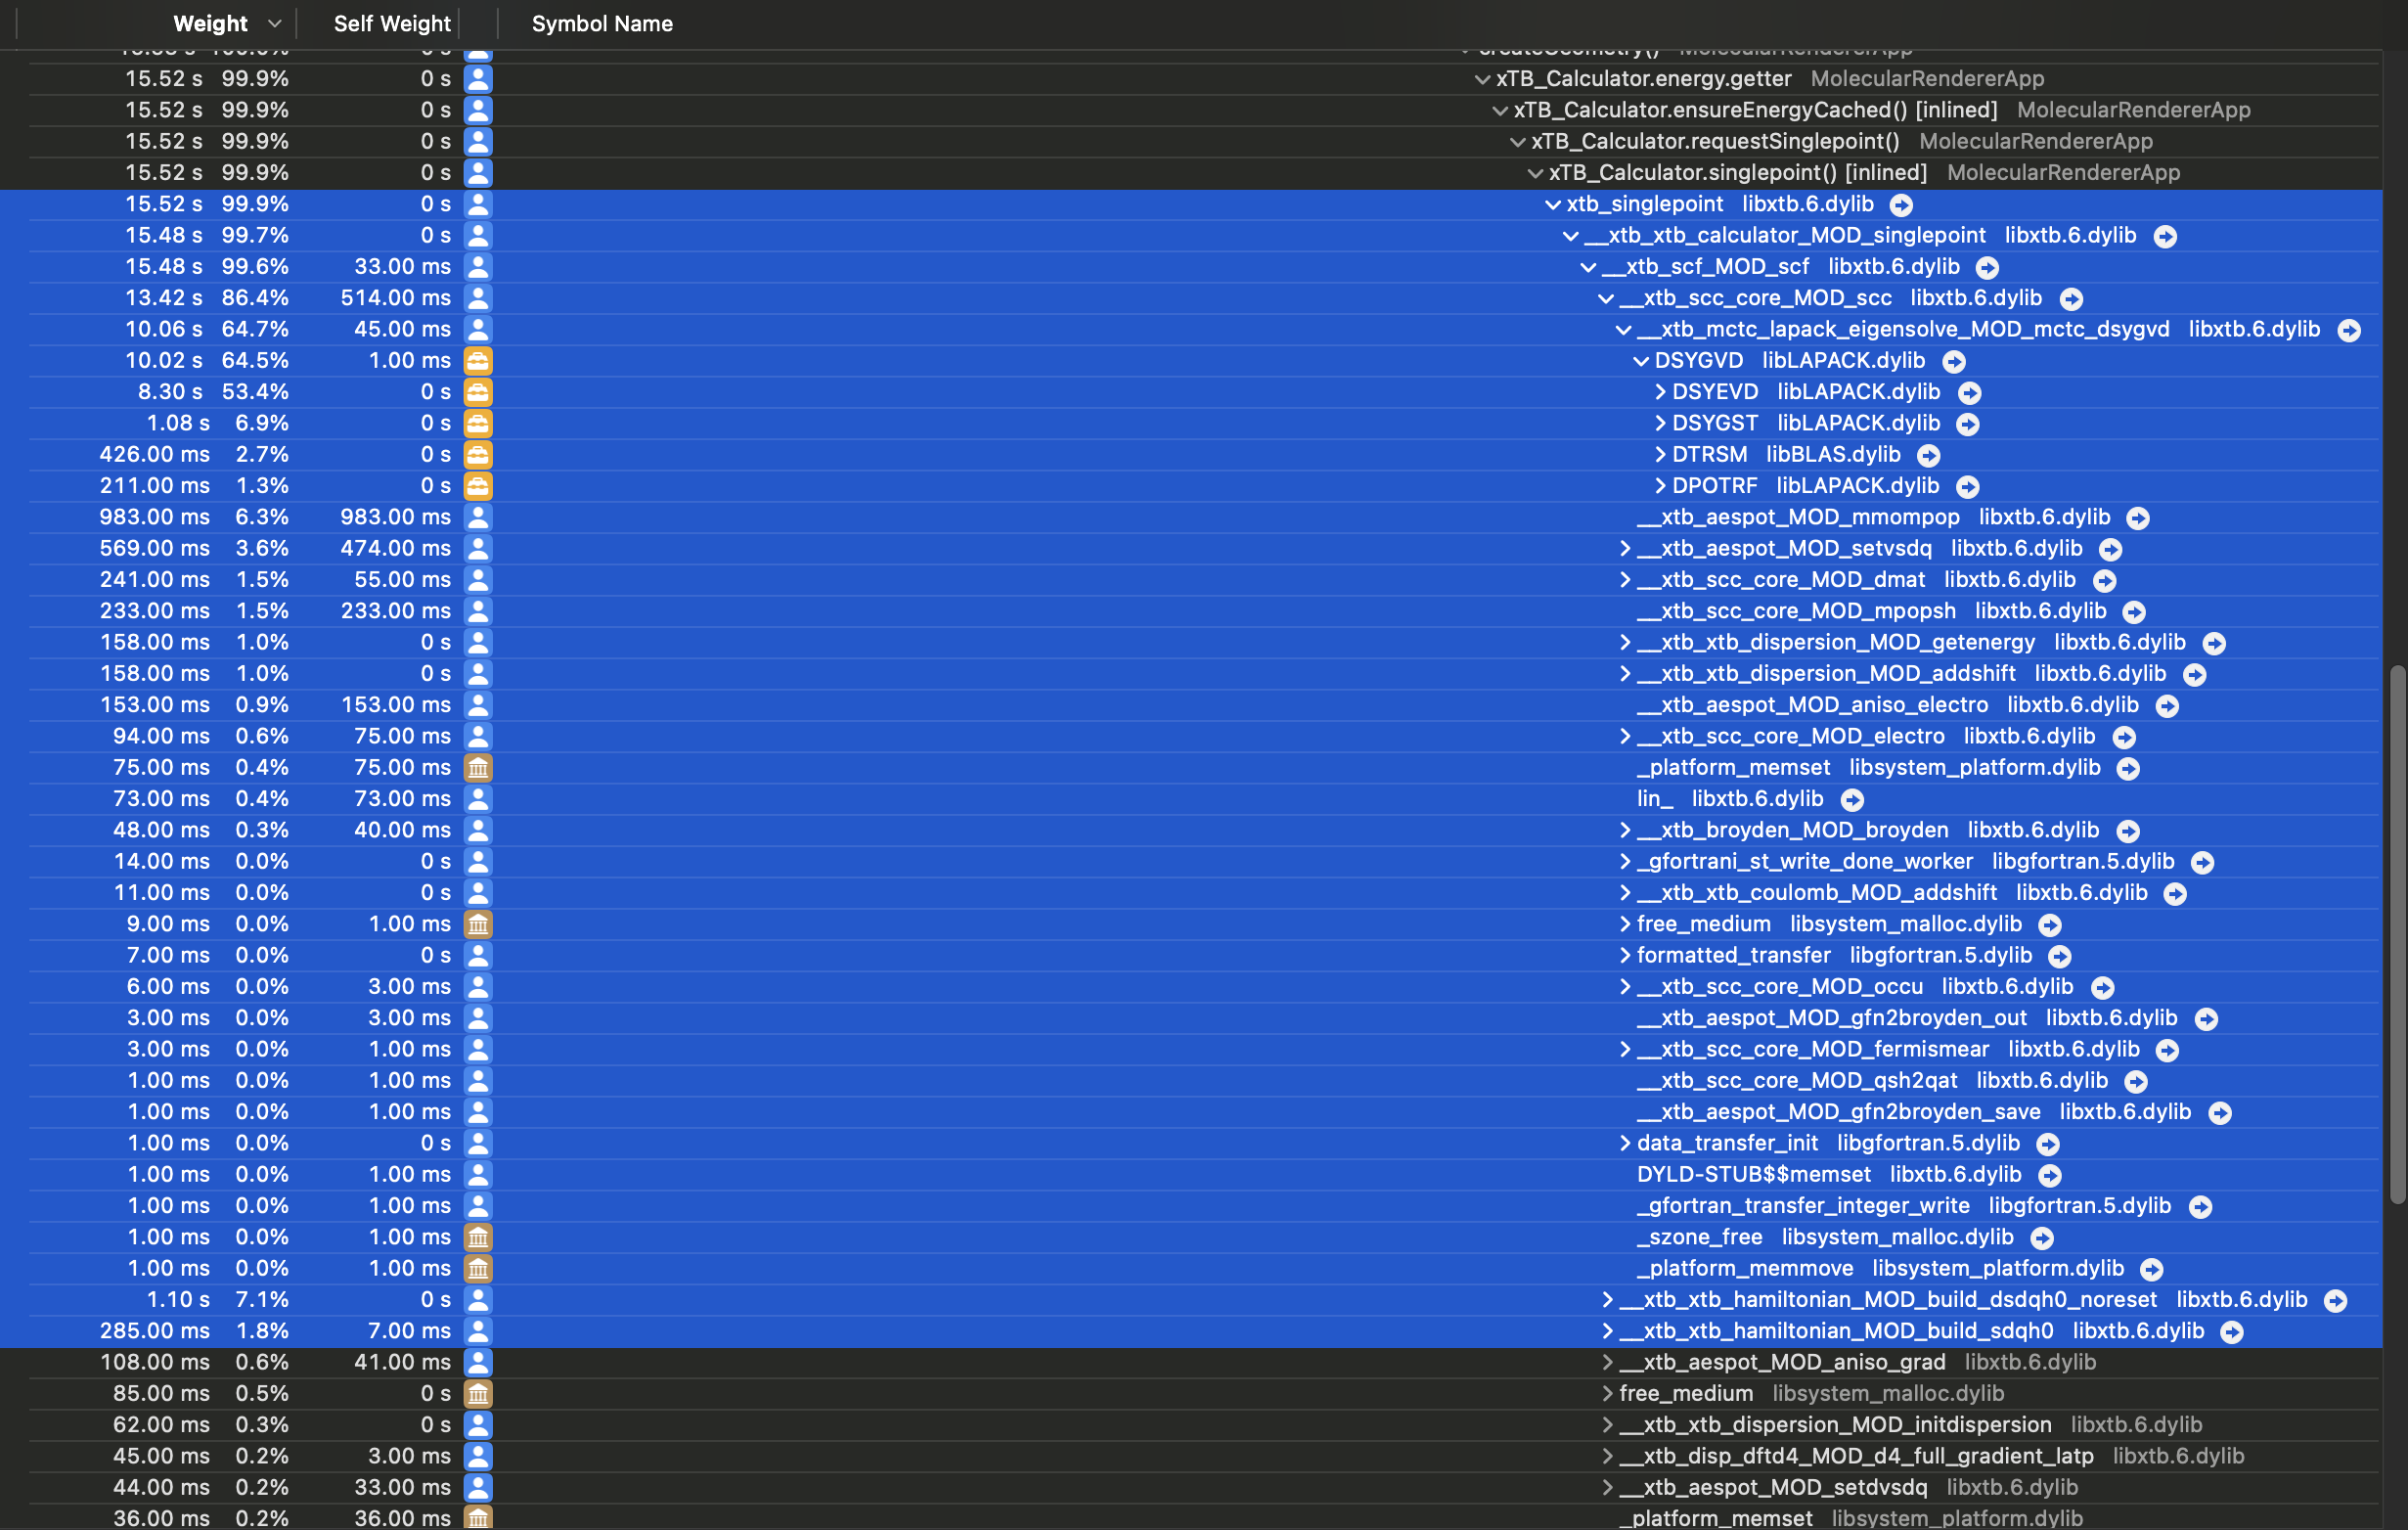 Weight Self Weight Symbol Name
createGeometry() MolecularRendererApp
15.52 s 99.9% 0 s xTB_Calculator.energy.getter MolecularRendererApp
15.52 s 99.9% 0 s xTB_Calculator.ensureEnergyCached() [inlined] MolecularRendererApp
15.52 s 99.9% 0 s xTB_Calculator.requestSinglepoint() MolecularRendererApp
15.52 s 99.9% 0 s xTB_Calculator.singlepoint() [inlined] MolecularRendererApp
15.52 s 99.9% 0 s xtb_singlepoint libxtb.6.dylib
15.48 s 99.7% 0 s __xtb_xtb_calculator_MOD_singlepoint libxtb.6.dylib
15.48 s 99.6% 33.00 ms __xtb_scf_MOD_scf libxtb.6.dylib
13.42 s 86.4% 514.00 ms __xtb_scc_core_MOD_scc libxtb.6.dylib
10.06 s 64.7% 45.00 ms __xtb_mctc_lapack_eigensolve_MOD_mctc_dsygvd libxtb.6.dylib
10.02 s 64.5% 1.00 ms DSYGVD libLAPACK.dylib
8.30 s 53.4% 0 s DSYEVD libLAPACK.dylib
1.08 s 6.9% 0 s DSYGST libLAPACK.dylib
426.00 ms 2.7% 0 s DTRSM libBLAS.dylib
211.00 ms 1.3% 0 s DPOTRF libLAPACK.dylib
983.00 ms 6.3% 983.00 ms __xtb_aespot_MOD_mmompop libxtb.6.dylib
569.00 ms 3.6% 474.00 ms __xtb_aespot_MOD_setvsdq libxtb.6.dylib
241.00 ms 1.5% 55.00 ms __xtb_scc_core_MOD_dmat libxtb.6.dylib
233.00 ms 1.5% 233.00 ms __xtb_scc_core_MOD_mpopsh libxtb.6.dylib
158.00 ms 1.0% 0 s __xtb_xtb_dispersion_MOD_getenergy libxtb.6.dylib
158.00 ms 1.0% 0 s __xtb_xtb_dispersion_MOD_addshift libxtb.6.dylib
153.00 ms 0.9% 153.00 ms __xtb_aespot_MOD_aniso_electro libxtb.6.dylib
94.00 ms 0.6% 75.00 ms __xtb_scc_core_MOD_electro libxtb.6.dylib
75.00 ms 0.4% 75.00 ms _platform_memset libsystem_platform.dylib
73.00 ms 0.4% 73.00 ms lin_ libxtb.6.dylib
48.00 ms 0.3% 40.00 ms __xtb_broyden_MOD_broyden libxtb.6.dylib
14.00 ms 0.0% 0 s _gfortrani_st_write_done_worker libgfortran.5.dylib
11.00 ms 0.0% 0 s __xtb_xtb_coulomb_MOD_addshift libxtb.6.dylib
9.00 ms 0.0% 1.00 ms free_medium libsystem_malloc.dylib
7.00 ms 0.0% 0 s formatted_transfer libgfortran.5.dylib
6.00 ms 0.0% 3.00 ms __xtb_scc_core_MOD_occu libxtb.6.dylib
3.00 ms 0.0% 3.00 ms __xtb_aespot_MOD_gfn2broyden_out libxtb.6.dylib
3.00 ms 0.0% 1.00 ms __xtb_scc_core_MOD_fermismear libxtb.6.dylib
1.00 ms 0.0% 1.00 ms __xtb_scc_core_MOD_qsh2qat libxtb.6.dylib
1.00 ms 0.0% 1.00 ms __xtb_aespot_MOD_gfn2broyden_save libxtb.6.dylib
1.00 ms 0.0% 0 s data_transfer_init libgfortran.5.dylib
1.00 ms 0.0% 1.00 ms DYLD-STUB$$memset libxtb.6.dylib
1.00 ms 0.0% 1.00 ms _gfortran_transfer_integer_write libgfortran.5.dylib
1.00 ms 0.0% 1.00 ms _szone_free libsystem_malloc.dylib
1.00 ms 0.0% 1.00 ms _platform_memmove libsystem_platform.dylib
1.10 s 7.1% 0 s __xtb_xtb_hamiltonian_MOD_build_dsdqh0_noreset libxtb.6.dylib
285.00 ms 1.8% 7.00 ms __xtb_xtb_hamiltonian_MOD_build_sdqh0 libxtb.6.dylib
108.00 ms 0.6% 41.00 ms __xtb_aespot_MOD_aniso_grad libxtb.6.dylib
85.00 ms 0.5% 0 s free_medium libsystem_malloc.dylib
62.00 ms 0.3% 0 s __xtb_xtb_dispersion_MOD_initdispersion libxtb.6.dylib
45.00 ms 0.2% 3.00 ms __xtb_disp_dftd4_MOD_d4_full_gradient_latp libxtb.6.dylib
44.00 ms 0.2% 33.00 ms __xtb_aespot_MOD_setdvsdq libxtb.6.dylib
36.00 ms 0.2% 36.00 ms _platform_memset libsystem_platform.dylib